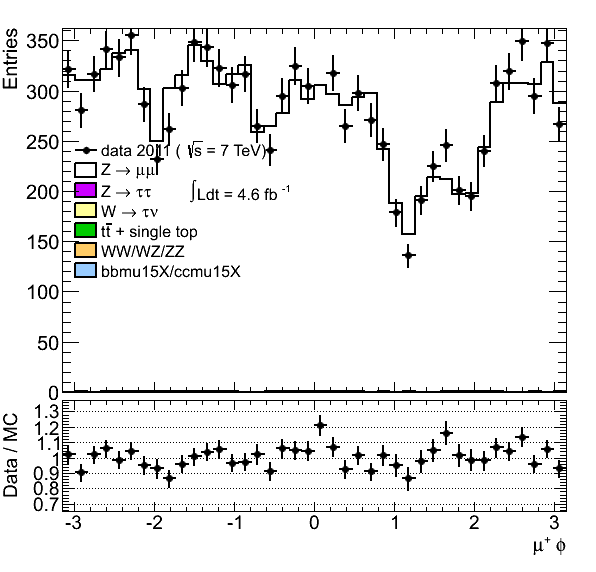 Entries
350
300
250
200
150
100
50
0
data 2011 ( √s = 7 TeV)
Z → μμ
Z → ττ
∫Ldt = 4.6 fb -1
W → τν
tt̄ + single top
WW/WZ/ZZ
bbmu15X/ccmu15X
Data / MC
1.3
1.2
1.1
1
0.9
0.8
0.7
-3 -2 -1 0 1 2 3
μ+ ϕ